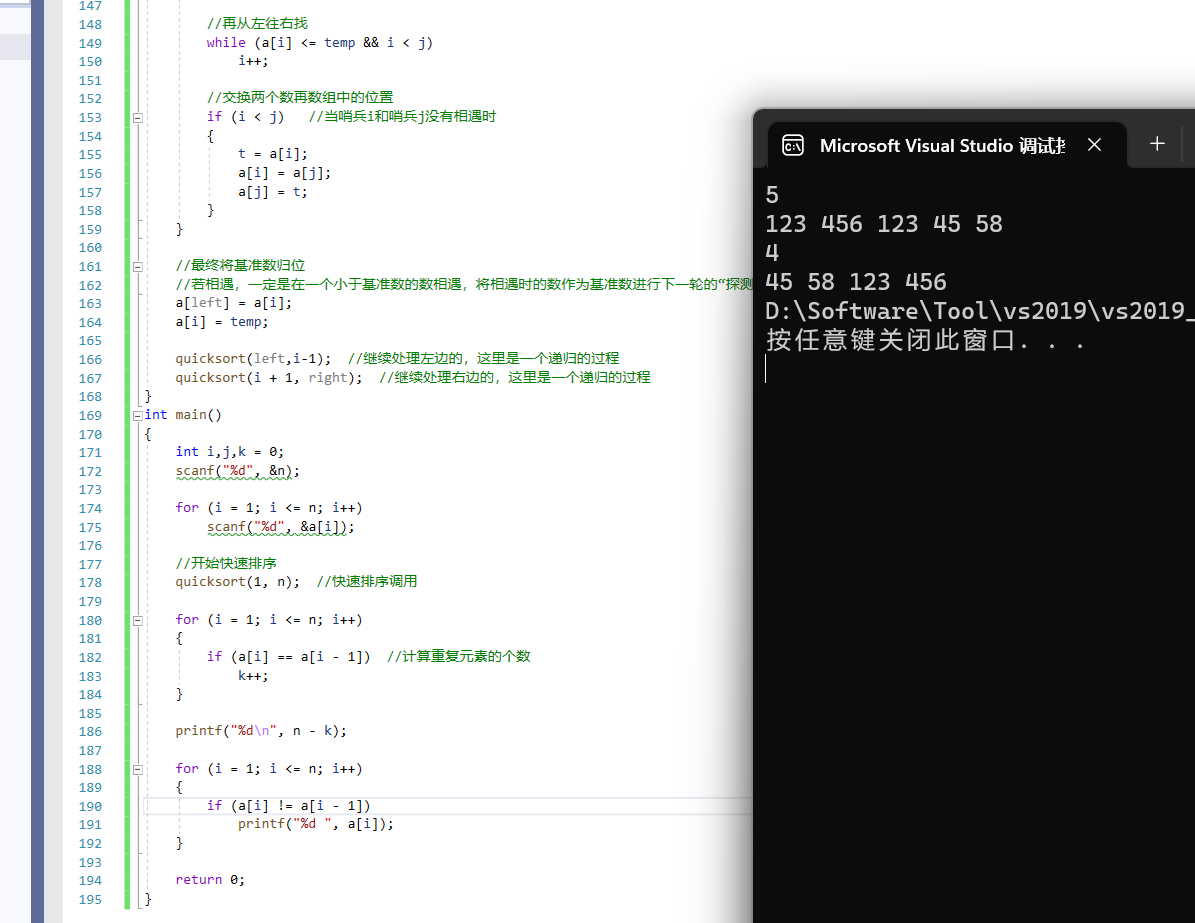 147
148 //再从左往右找
149 while (a[i] <= temp && i < j)
150 i++;
151
152 //交换两个数再数组中的位置
153 if (i < j) //当哨兵i和哨兵j没有相遇时
154 {
155 t = a[i];
156 a[i] = a[j];
157 a[j] = t;
158 }
159 }
160
161 //最终将基准数归位
162 //若相遇，一定是在一个小于基准数的数相遇，将相遇时的数作为基准数进行下一轮的“探测
163 a[left] = a[i];
164 a[i] = temp;
165
166 quicksort(left,i-1); //继续处理左边的，这里是一个递归的过程
167 quicksort(i + 1, right); //继续处理右边的，这里是一个递归的过程
168 }
169 int main()
170 {
171 int i,j,k = 0;
172 scanf("%d", &n);
173
174 for (i = 1; i <= n; i++)
175 scanf("%d", &a[i]);
176
177 //开始快速排序
178 quicksort(1, n); //快速排序调用
179
180 for (i = 1; i <= n; i++)
181 {
182 if (a[i] == a[i - 1]) //计算重复元素的个数
183 k++;
184 }
185
186 printf("%d\n", n - k);
187
188 for (i = 1; i <= n; i++)
189 {
190 if (a[i] != a[i - 1])
191 printf("%d ", a[i]);
192 }
193
194 return 0;
195 }
Microsoft Visual Studio 调试
5
123 456 123 45 58
4
45 58 123 456
D:\Software\Tool\vs2019\vs2019_
按任意键关闭此窗口. . .